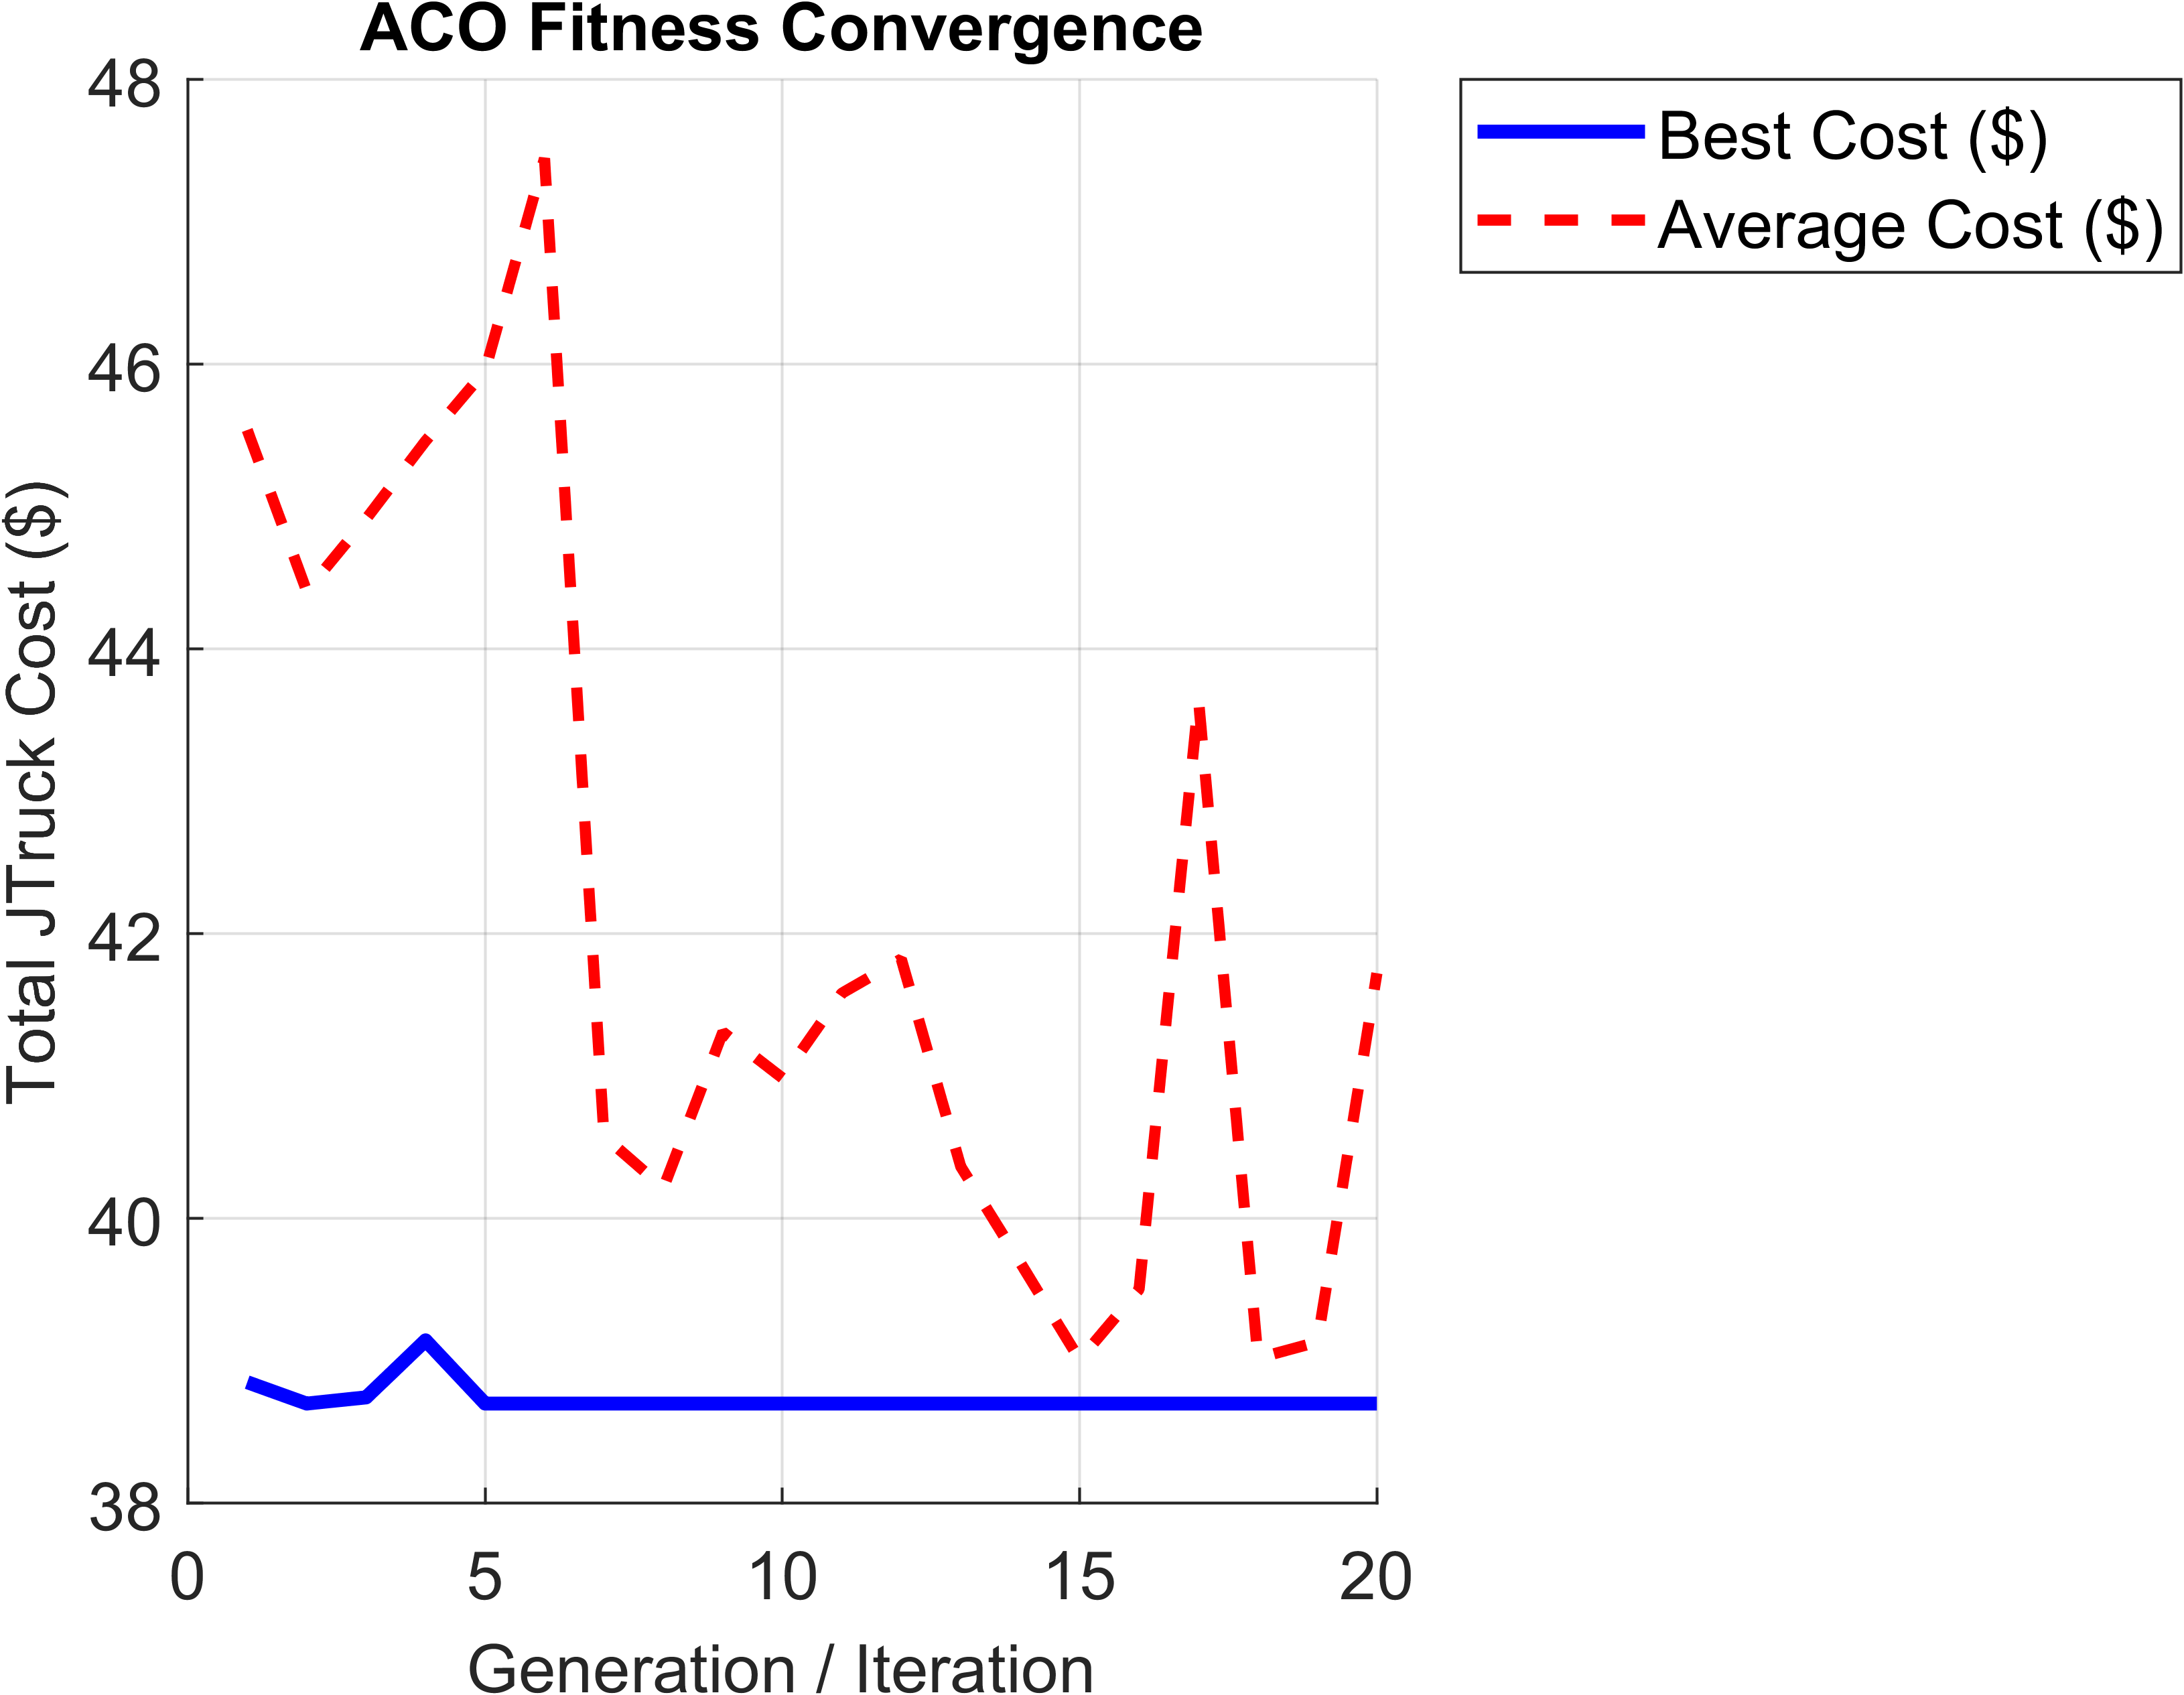 ACO Fitness Convergence
Best Cost ($)
Average Cost ($)
Total JTruck Cost ($)
48
46
44
42
40
38
0 5 10 15 20
Generation / Iteration